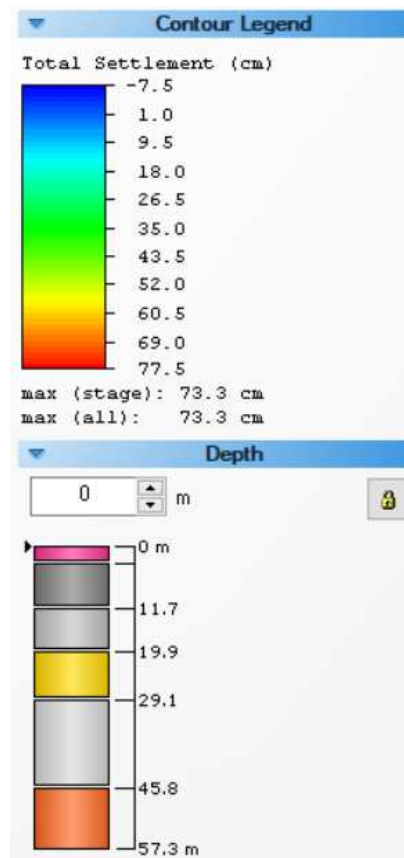 Contour Legend
Total Settlement (cm)
-7.5
1.0
9.5
18.0
26.5
35.0
43.5
52.0
60.5
69.0
77.5
max (stage): 73.3 cm
max (all): 73.3 cm
Depth
0 m
0 m
11.7
19.9
29.1
45.8
57.3 m